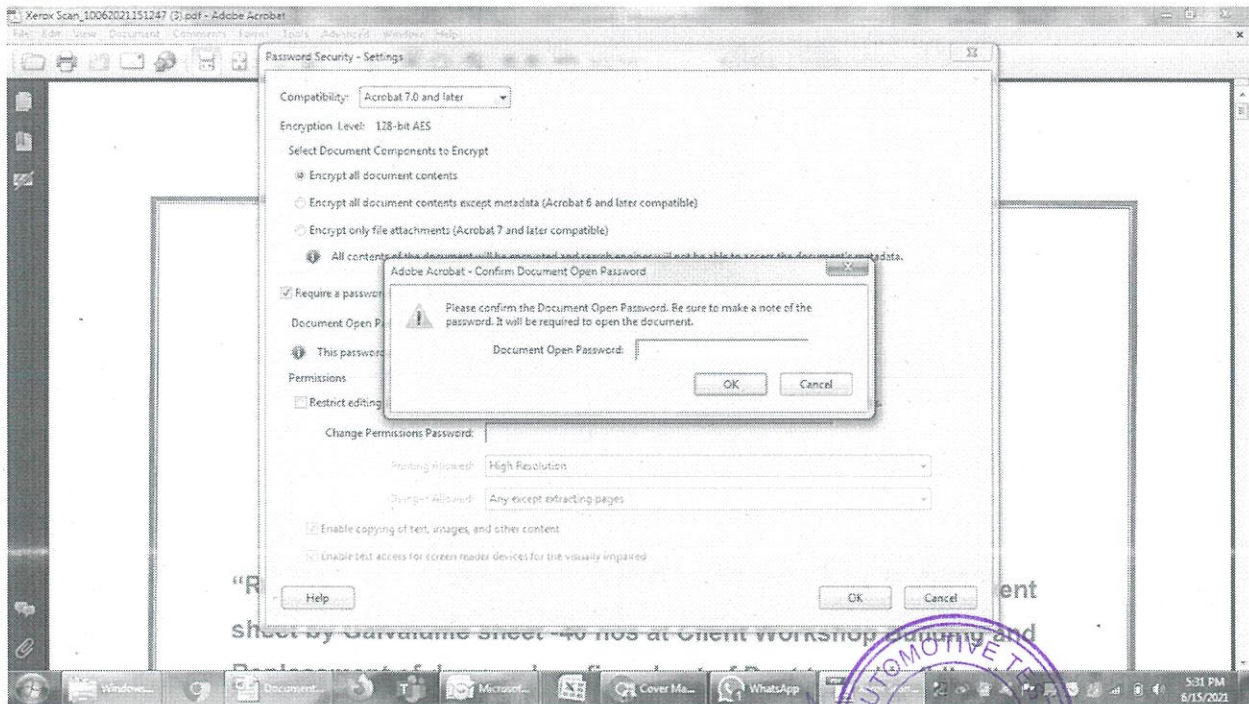 Xerox Scan_10062021151247 (3).pdf - Adobe Acrobat
File Edit View Document Comments Forms Tools Advanced Windows Help
Password Security - Settings
Compatibility: Acrobat 7.0 and later
Encryption Level: 128-bit AES
Select Document Components to Encrypt
Encrypt all document contents
Encrypt all document contents except metadata (Acrobat 6 and later compatible)
Encrypt only file attachments (Acrobat 7 and later compatible)
All contents of the document will be encrypted and search engines will not be able to access the document's metadata.
Adobe Acrobat - Confirm Document Open Password
Require a password
Please confirm the Document Open Password. Be sure to make a note of the
password. It will be required to open the document.
Document Open P
Document Open Password:
This password
OK Cancel
Permissions
Restrict editing
Change Permissions Password:
Printing Allowed: High Resolution
Changes Allowed: Any except extracting pages
Enable copying of text, images, and other content
Enable text access for screen reader devices for the visually impaired
Help OK Cancel
"R ent
sheet by Galvalume sheet -40 nos at Client Workshop Building and
Replacement of
AUTOMOTIVE TE
Windows... Document... Microsof... Cover Ma... WhatsApp Xerox Scan...
5:31 PM
6/15/2021